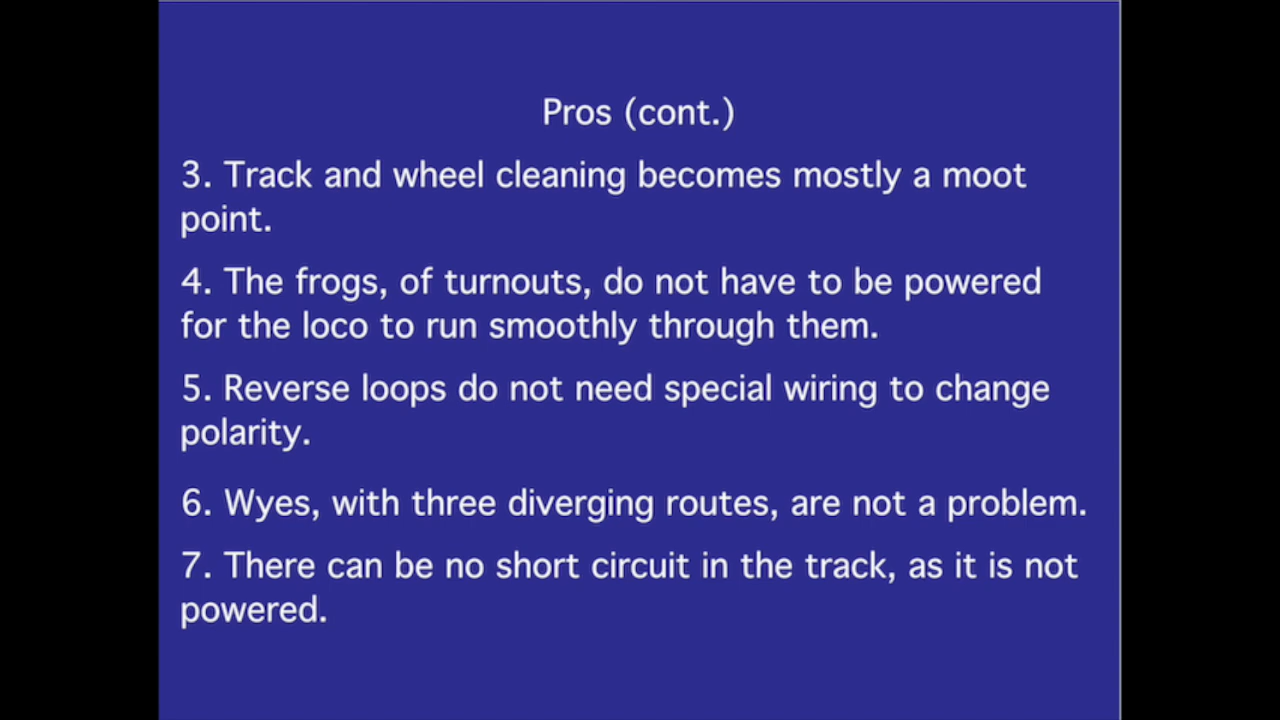 Pros (cont.)
3. Track and wheel cleaning becomes mostly a moot
point.
4. The frogs, of turnouts, do not have to be powered
for the loco to run smoothly through them.
5. Reverse loops do not need special wiring to change
polarity.
6. Wyes, with three diverging routes, are not a problem.
7. There can be no short circuit in the track, as it is not
powered.